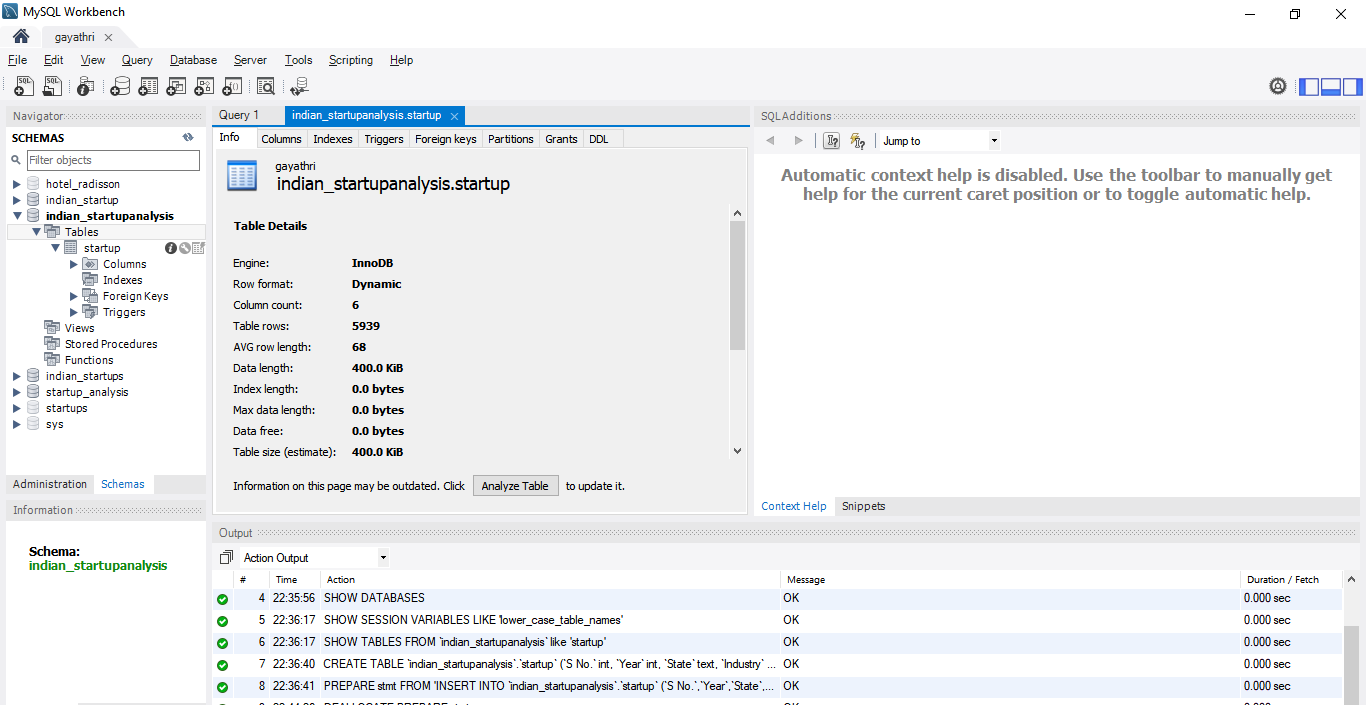 MySQL Workbench
gayathri
File Edit View Query Database Server Tools Scripting Help
Navigator
SCHEMAS
Filter objects
hotel_radisson
indian_startup
indian_startupanalysis
Tables
startup
Columns
Indexes
Foreign Keys
Triggers
Views
Stored Procedures
Functions
indian_startups
startup_analysis
startups
sys
Administration Schemas
Information
Schema:
indian_startupanalysis
Query 1 indian_startupanalysis.startup
Info Columns Indexes Triggers Foreign keys Partitions Grants DDL
gayathri
indian_startupanalysis.startup
Table Details
Engine: InnoDB
Row format: Dynamic
Column count: 6
Table rows: 5939
AVG row length: 68
Data length: 400.0 KiB
Index length: 0.0 bytes
Max data length: 0.0 bytes
Data free: 0.0 bytes
Table size (estimate): 400.0 KiB
Information on this page may be outdated. Click Analyze Table to update it.
SQLAdditions
Jump to
Automatic context help is disabled. Use the toolbar to manually get
help for the current caret position or to toggle automatic help.
Context Help Snippets
Output
Action Output
# Time Action Message Duration / Fetch
4 22:35:56 SHOW DATABASES OK 0.000 sec
5 22:36:17 SHOW SESSION VARIABLES LIKE 'lower_case_table_names' OK 0.000 sec
6 22:36:17 SHOW TABLES FROM `indian_startupanalysis` like 'startup' OK 0.000 sec
7 22:36:40 CREATE TABLE `indian_startupanalysis`.`startup` (`S No.` int, `Year` int, `State` text, `Industry` ... OK 0.000 sec
8 22:36:41 PREPARE stmt FROM 'INSERT INTO `indian_startupanalysis`.`startup` (`S No.`,`Year`,`State`,... OK 0.000 sec